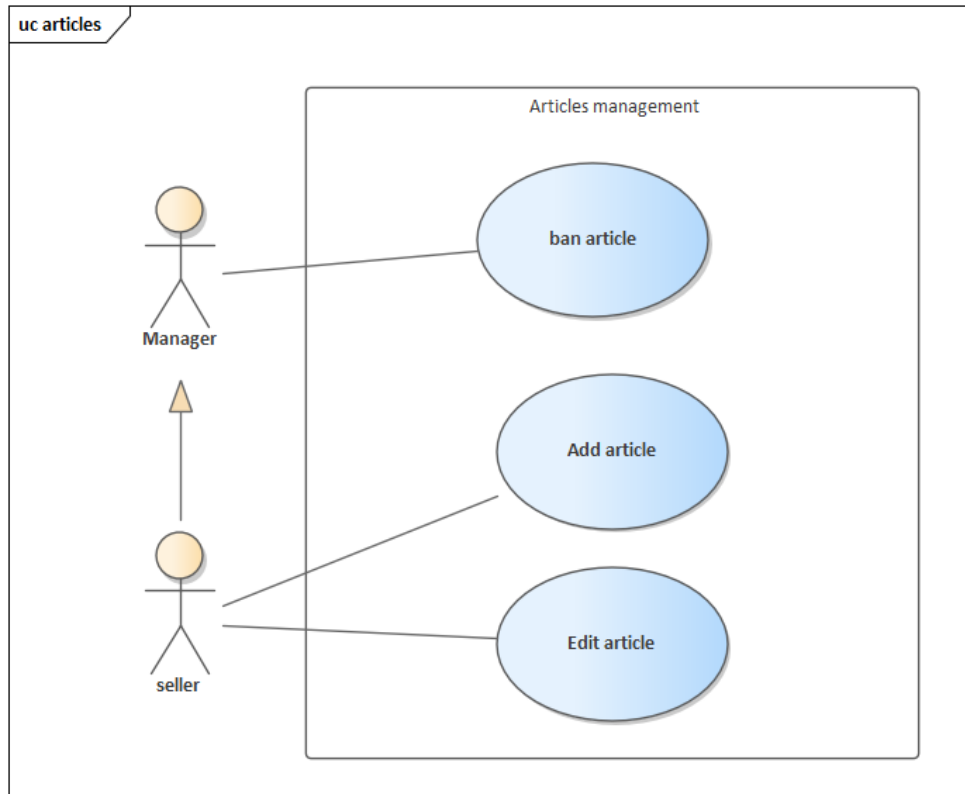 uc articles
Articles management
ban article
Manager
Add article
Edit article
seller